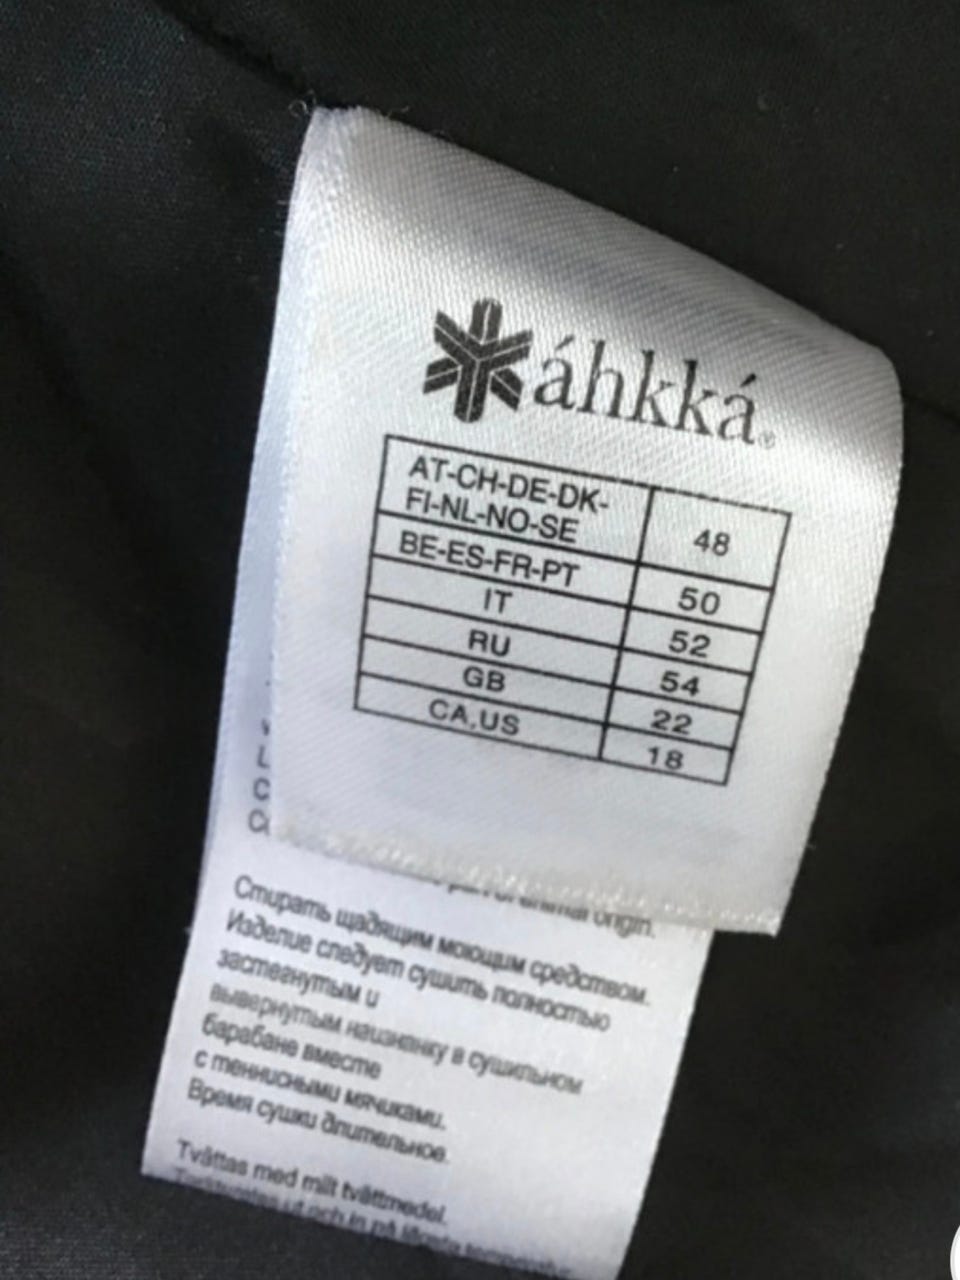 áhkká®
AT-CH-DE-DK-
FI-NL-NO-SE 48
BE-ES-FR-PT 50
IT 52
RU 54
GB 22
CA,US 18
origin.
Стирать щадящим моющим средством.
Изделие следует сушить полностью
застегнутым и
вывернутым наизнанку в сушильном
барабане вместе
с теннисными мячиками.
Время сушки длительное.
Tvättas med milt tvättmedel.